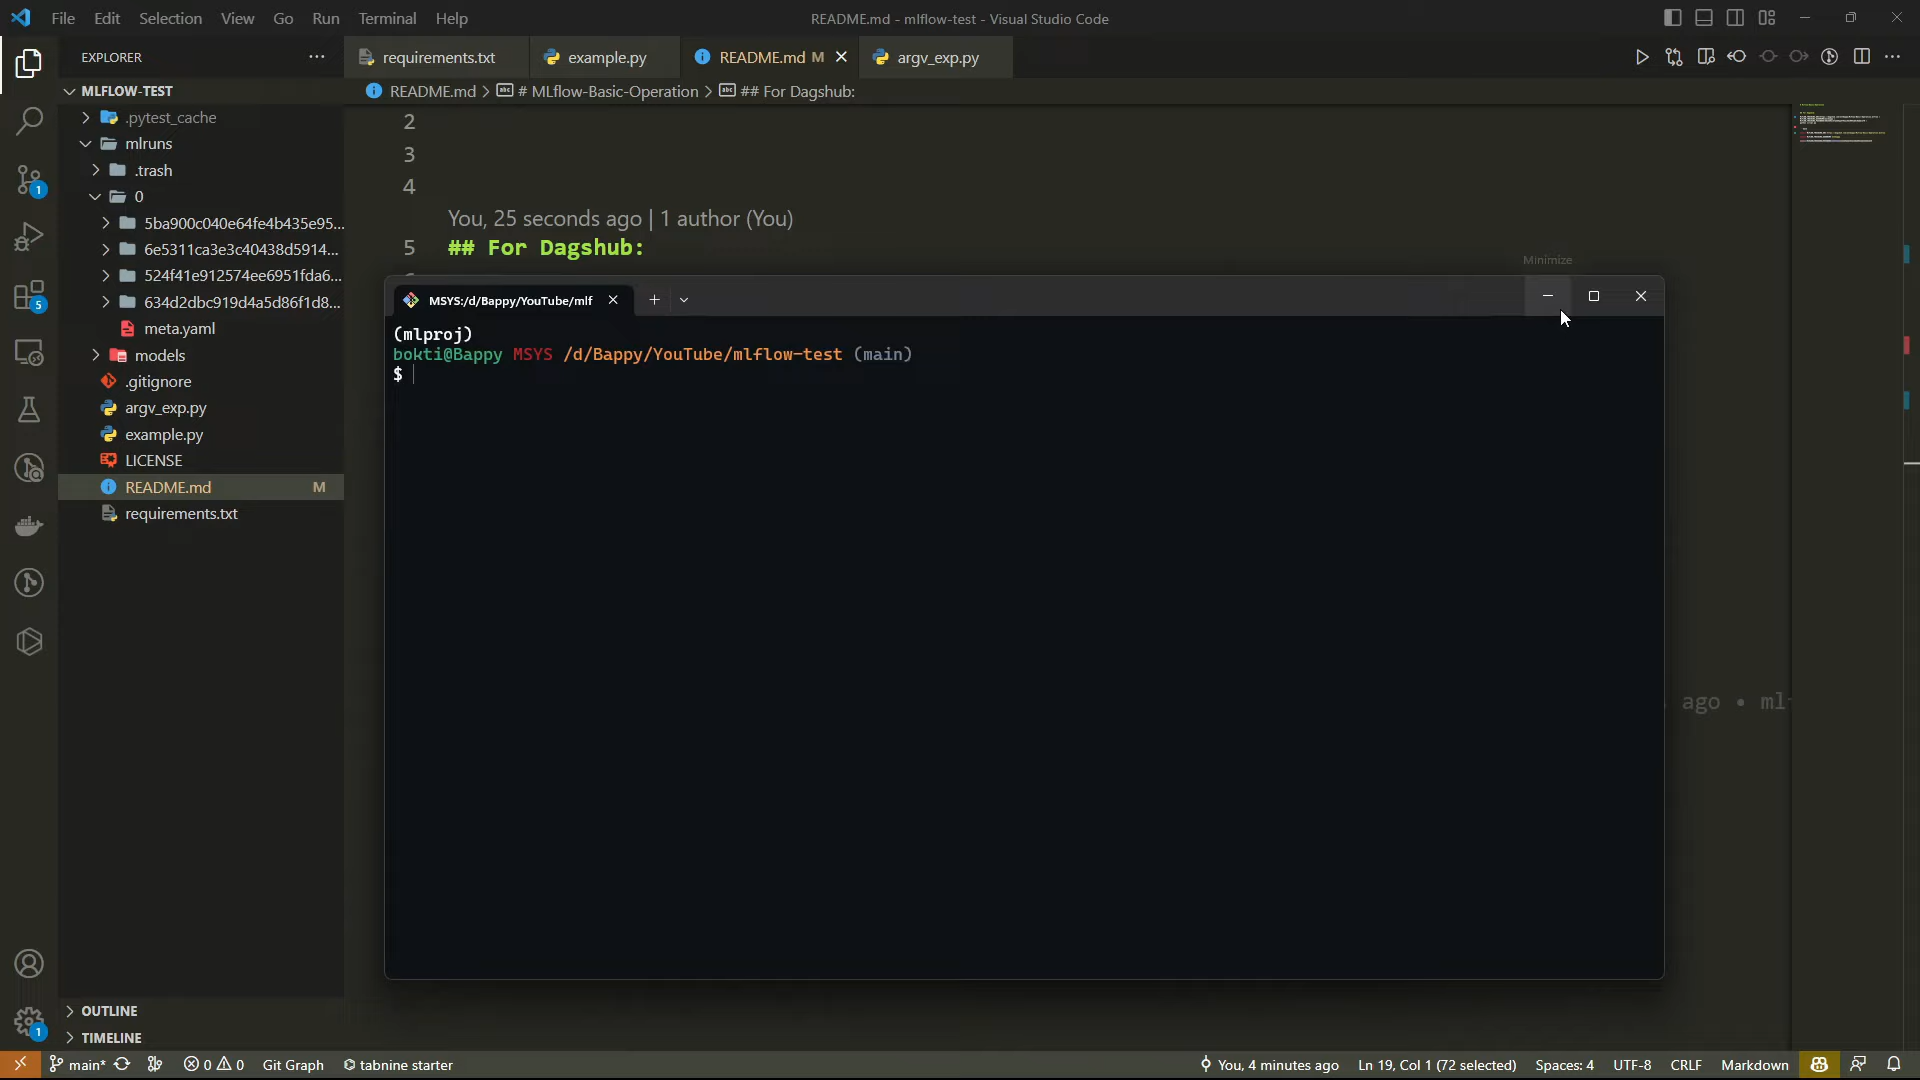 File Edit Selection View Go Run Terminal Help
README.md - mlflow-test - Visual Studio Code
EXPLORER
requirements.txt
example.py
README.md M
argv_exp.py
MLFLOW-TEST
README.md > # MLflow-Basic-Operation > ## For Dagshub:
.pytest_cache
mlruns
.trash
0
5ba900c040e64fe4b435e95...
6e5311ca3e3c40438d5914...
524f41e912574ee6951fda6...
634d2dbc919d4a5d86f1d8...
meta.yaml
models
.gitignore
argv_exp.py
example.py
LICENSE
README.md M
requirements.txt
2
3
4
You, 25 seconds ago | 1 author (You)
5 ## For Dagshub:
Minimize
MSYS:/d/Bappy/YouTube/mlf
(mlproj)
bokti@Bappy MSYS /d/Bappy/YouTube/mlflow-test (main)
$
ago • ml
1
5
1
OUTLINE
TIMELINE
main* 0 0 Git Graph tabnine starter
You, 4 minutes ago Ln 19, Col 1 (72 selected) Spaces: 4 UTF-8 CRLF Markdown